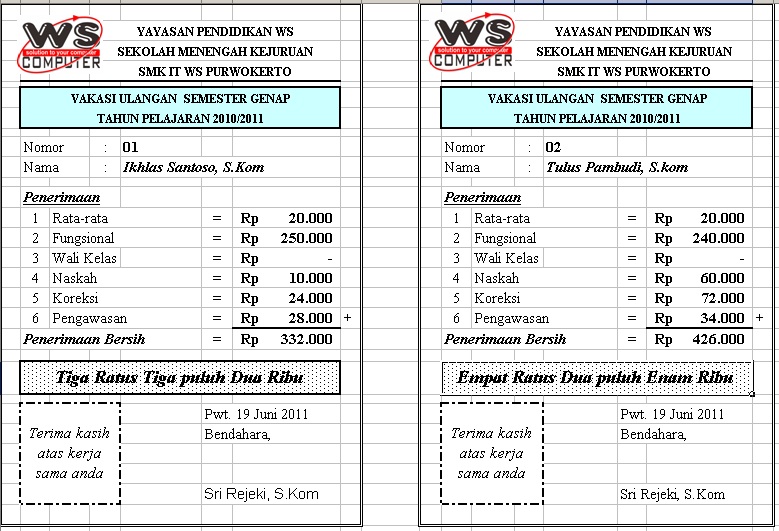 WS
solution to your computer
COMPUTER
YAYASAN PENDIDIKAN WS
SEKOLAH MENENGAH KEJURUAN
SMK IT WS PURWOKERTO
VAKASI ULANGAN SEMESTER GENAP
TAHUN PELAJARAN 2010/2011
Nomor : 01
Nama : Ikhlas Santoso, S.Kom
Penerimaan
1 Rata-rata = Rp 20.000
2 Fungsional = Rp 250.000
3 Wali Kelas = Rp -
4 Naskah = Rp 10.000
5 Koreksi = Rp 24.000
6 Pengawasan = Rp 28.000 +
Penerimaan Bersih = Rp 332.000
Tiga Ratus Tiga puluh Dua Ribu
Terima kasih
atas kerja
sama anda
Pwt. 19 Juni 2011
Bendahara,
Sri Rejeki, S.Kom
WS
solution to your computer
COMPUTER
YAYASAN PENDIDIKAN WS
SEKOLAH MENENGAH KEJURUAN
SMK IT WS PURWOKERTO
VAKASI ULANGAN SEMESTER GENAP
TAHUN PELAJARAN 2010/2011
Nomor : 02
Nama : Tulus Pambudi, S.kom
Penerimaan
1 Rata-rata = Rp 20.000
2 Fungsional = Rp 240.000
3 Wali Kelas = Rp -
4 Naskah = Rp 60.000
5 Koreksi = Rp 72.000
6 Pengawasan = Rp 34.000 +
Penerimaan Bersih = Rp 426.000
Empat Ratus Dua puluh Enam Ribu
Terima kasih
atas kerja
sama anda
Pwt. 19 Juni 2011
Bendahara,
Sri Rejeki, S.Kom